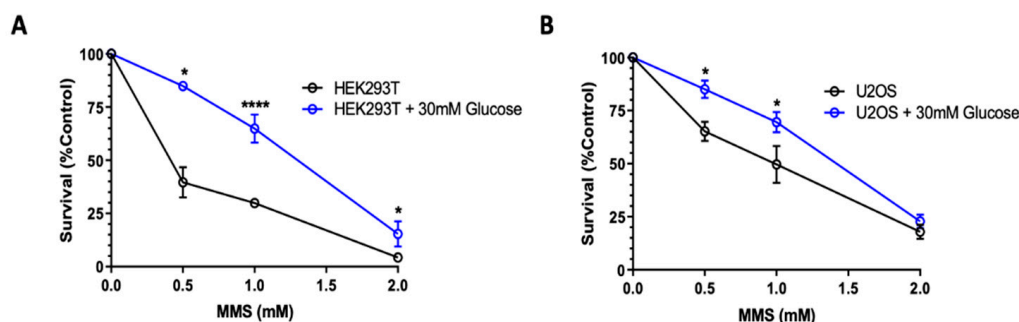 A
Survival (%Control)
100
75
50
25
0
*
****
*
HEK293T
HEK293T + 30mM Glucose
0.0 0.5 1.0 1.5 2.0
MMS (mM)
B
Survival (%Control)
100
75
50
25
0
*
*
U2OS
U2OS + 30mM Glucose
0.0 0.5 1.0 1.5 2.0
MMS (mM)